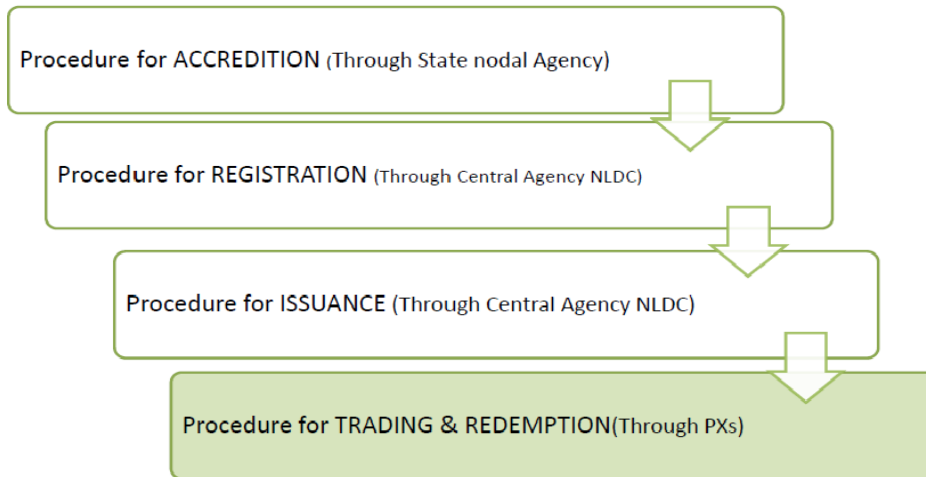 Procedure for ACCREDITION (Through State nodal Agency)
Procedure for REGISTRATION (Through Central Agency NLDC)
Procedure for ISSUANCE (Through Central Agency NLDC)
Procedure for TRADING & REDEMPTION(Through PXs)